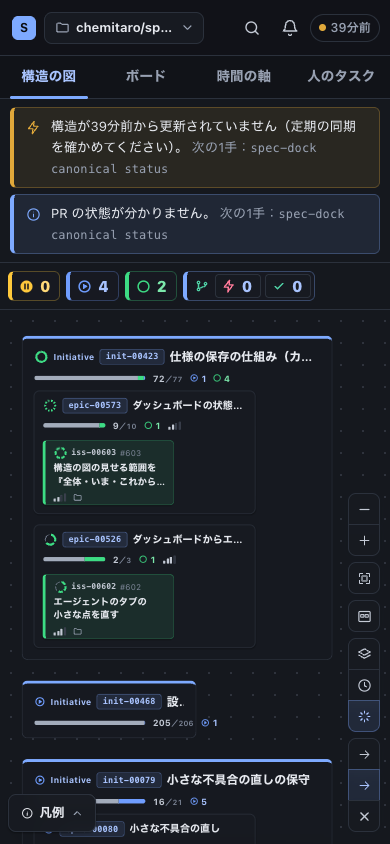 S
chemitaro/sp...
39分前
構造の図
ボード
時間の軸
人のタスク
構造が39分前から更新されていません（定期の同期
を確かめてください）。 次の1手：spec-dock
canonical status
PR の状態が分かりません。 次の1手：spec-dock
canonical status
0
4
2
0
0
Initiative init-00423 仕様の保存の仕組み（カ...
72/77 1 4
epic-00573 ダッシュボードの状態...
9/10 1
iss-00603 #603
構造の図の見せる範囲を
『全体・いま・これから...
epic-00526 ダッシュボードからエ...
2/3 1
iss-00602 #602
エージェントのタブの
小さな点を直す
Initiative init-00468 設..
205/206 1
Initiative init-00079 小さな不具合の直しの保守
16/21 5
凡例
00080 小さな不具合の直し